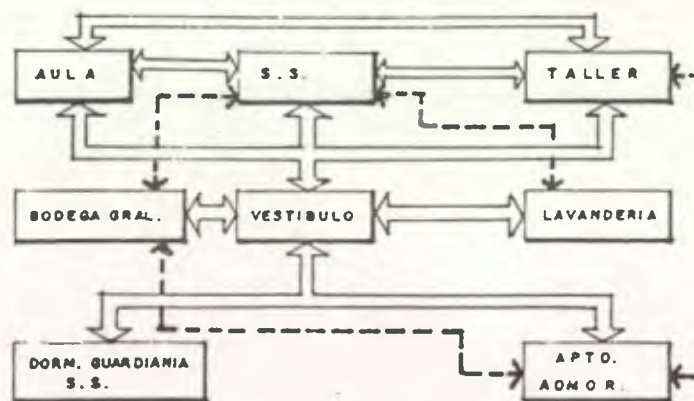 AULA
S.S.
TALLER
BODEGA GRAL.
VESTIBULO
LAVANDERIA
DORM. GUARDIANIA
S.S.
APTO.
ADMOR.